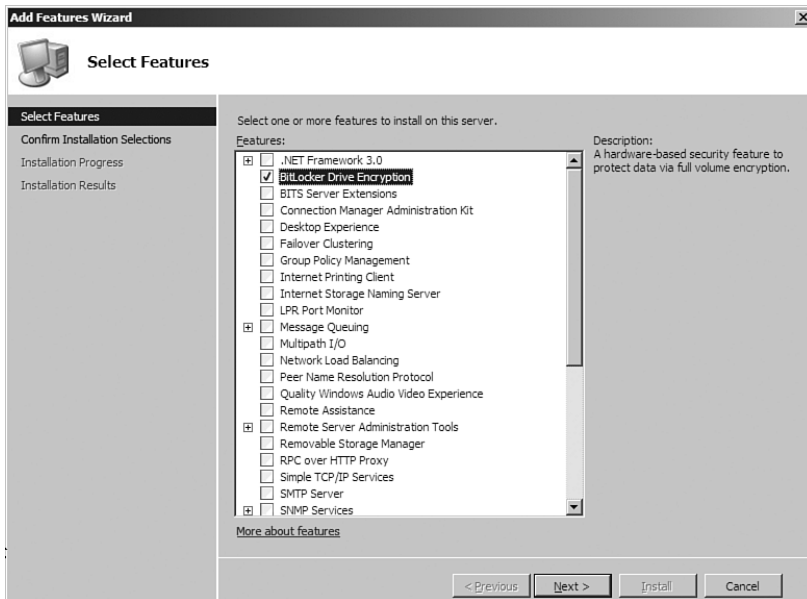 Add Features Wizard
Select Features
Select Features
Confirm Installation Selections
Installation Progress
Installation Results
Select one or more features to install on this server.
Features:
.NET Framework 3.0
BitLocker Drive Encryption
BITS Server Extensions
Connection Manager Administration Kit
Desktop Experience
Failover Clustering
Group Policy Management
Internet Printing Client
Internet Storage Naming Server
LPR Port Monitor
Message Queuing
Multipath I/O
Network Load Balancing
Peer Name Resolution Protocol
Quality Windows Audio Video Experience
Remote Assistance
Remote Server Administration Tools
Removable Storage Manager
RPC over HTTP Proxy
Simple TCP/IP Services
SMTP Server
SNMP Services
More about features
Description:
A hardware-based security feature to
protect data via full volume encryption.
< Previous
Next >
Install
Cancel